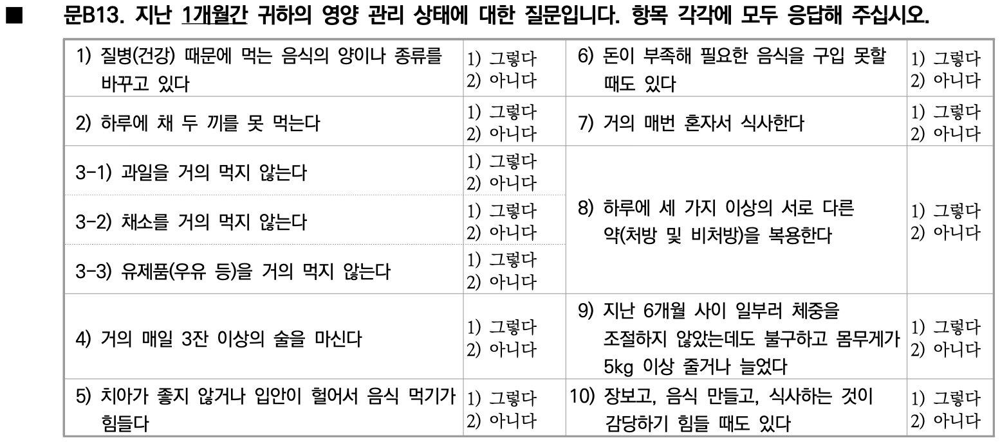 ■ 문B13. 지난 1개월간 귀하의 영양 관리 상태에 대한 질문입니다. 항목 각각에 모두 응답해 주십시오.
1) 질병(건강) 때문에 먹는 음식의 양이나 종류를
바꾸고 있다
1) 그렇다
2) 아니다
6) 돈이 부족해 필요한 음식을 구입 못할
때도 있다
1) 그렇다
2) 아니다
2) 하루에 채 두 끼를 못 먹는다
1) 그렇다
2) 아니다
7) 거의 매번 혼자서 식사한다
1) 그렇다
2) 아니다
3-1) 과일을 거의 먹지 않는다
1) 그렇다
2) 아니다
3-2) 채소를 거의 먹지 않는다
1) 그렇다
2) 아니다
3-3) 유제품(우유 등)을 거의 먹지 않는다
1) 그렇다
2) 아니다
8) 하루에 세 가지 이상의 서로 다른
약(처방 및 비처방)을 복용한다
1) 그렇다
2) 아니다
4) 거의 매일 3잔 이상의 술을 마신다
1) 그렇다
2) 아니다
9) 지난 6개월 사이 일부러 체중을
조절하지 않았는데도 불구하고 몸무게가
5kg 이상 줄거나 늘었다
1) 그렇다
2) 아니다
5) 치아가 좋지 않거나 입안이 헐어서 음식 먹기가
힘들다
1) 그렇다
2) 아니다
10) 장보고, 음식 만들고, 식사하는 것이
감당하기 힘들 때도 있다
1) 그렇다
2) 아니다